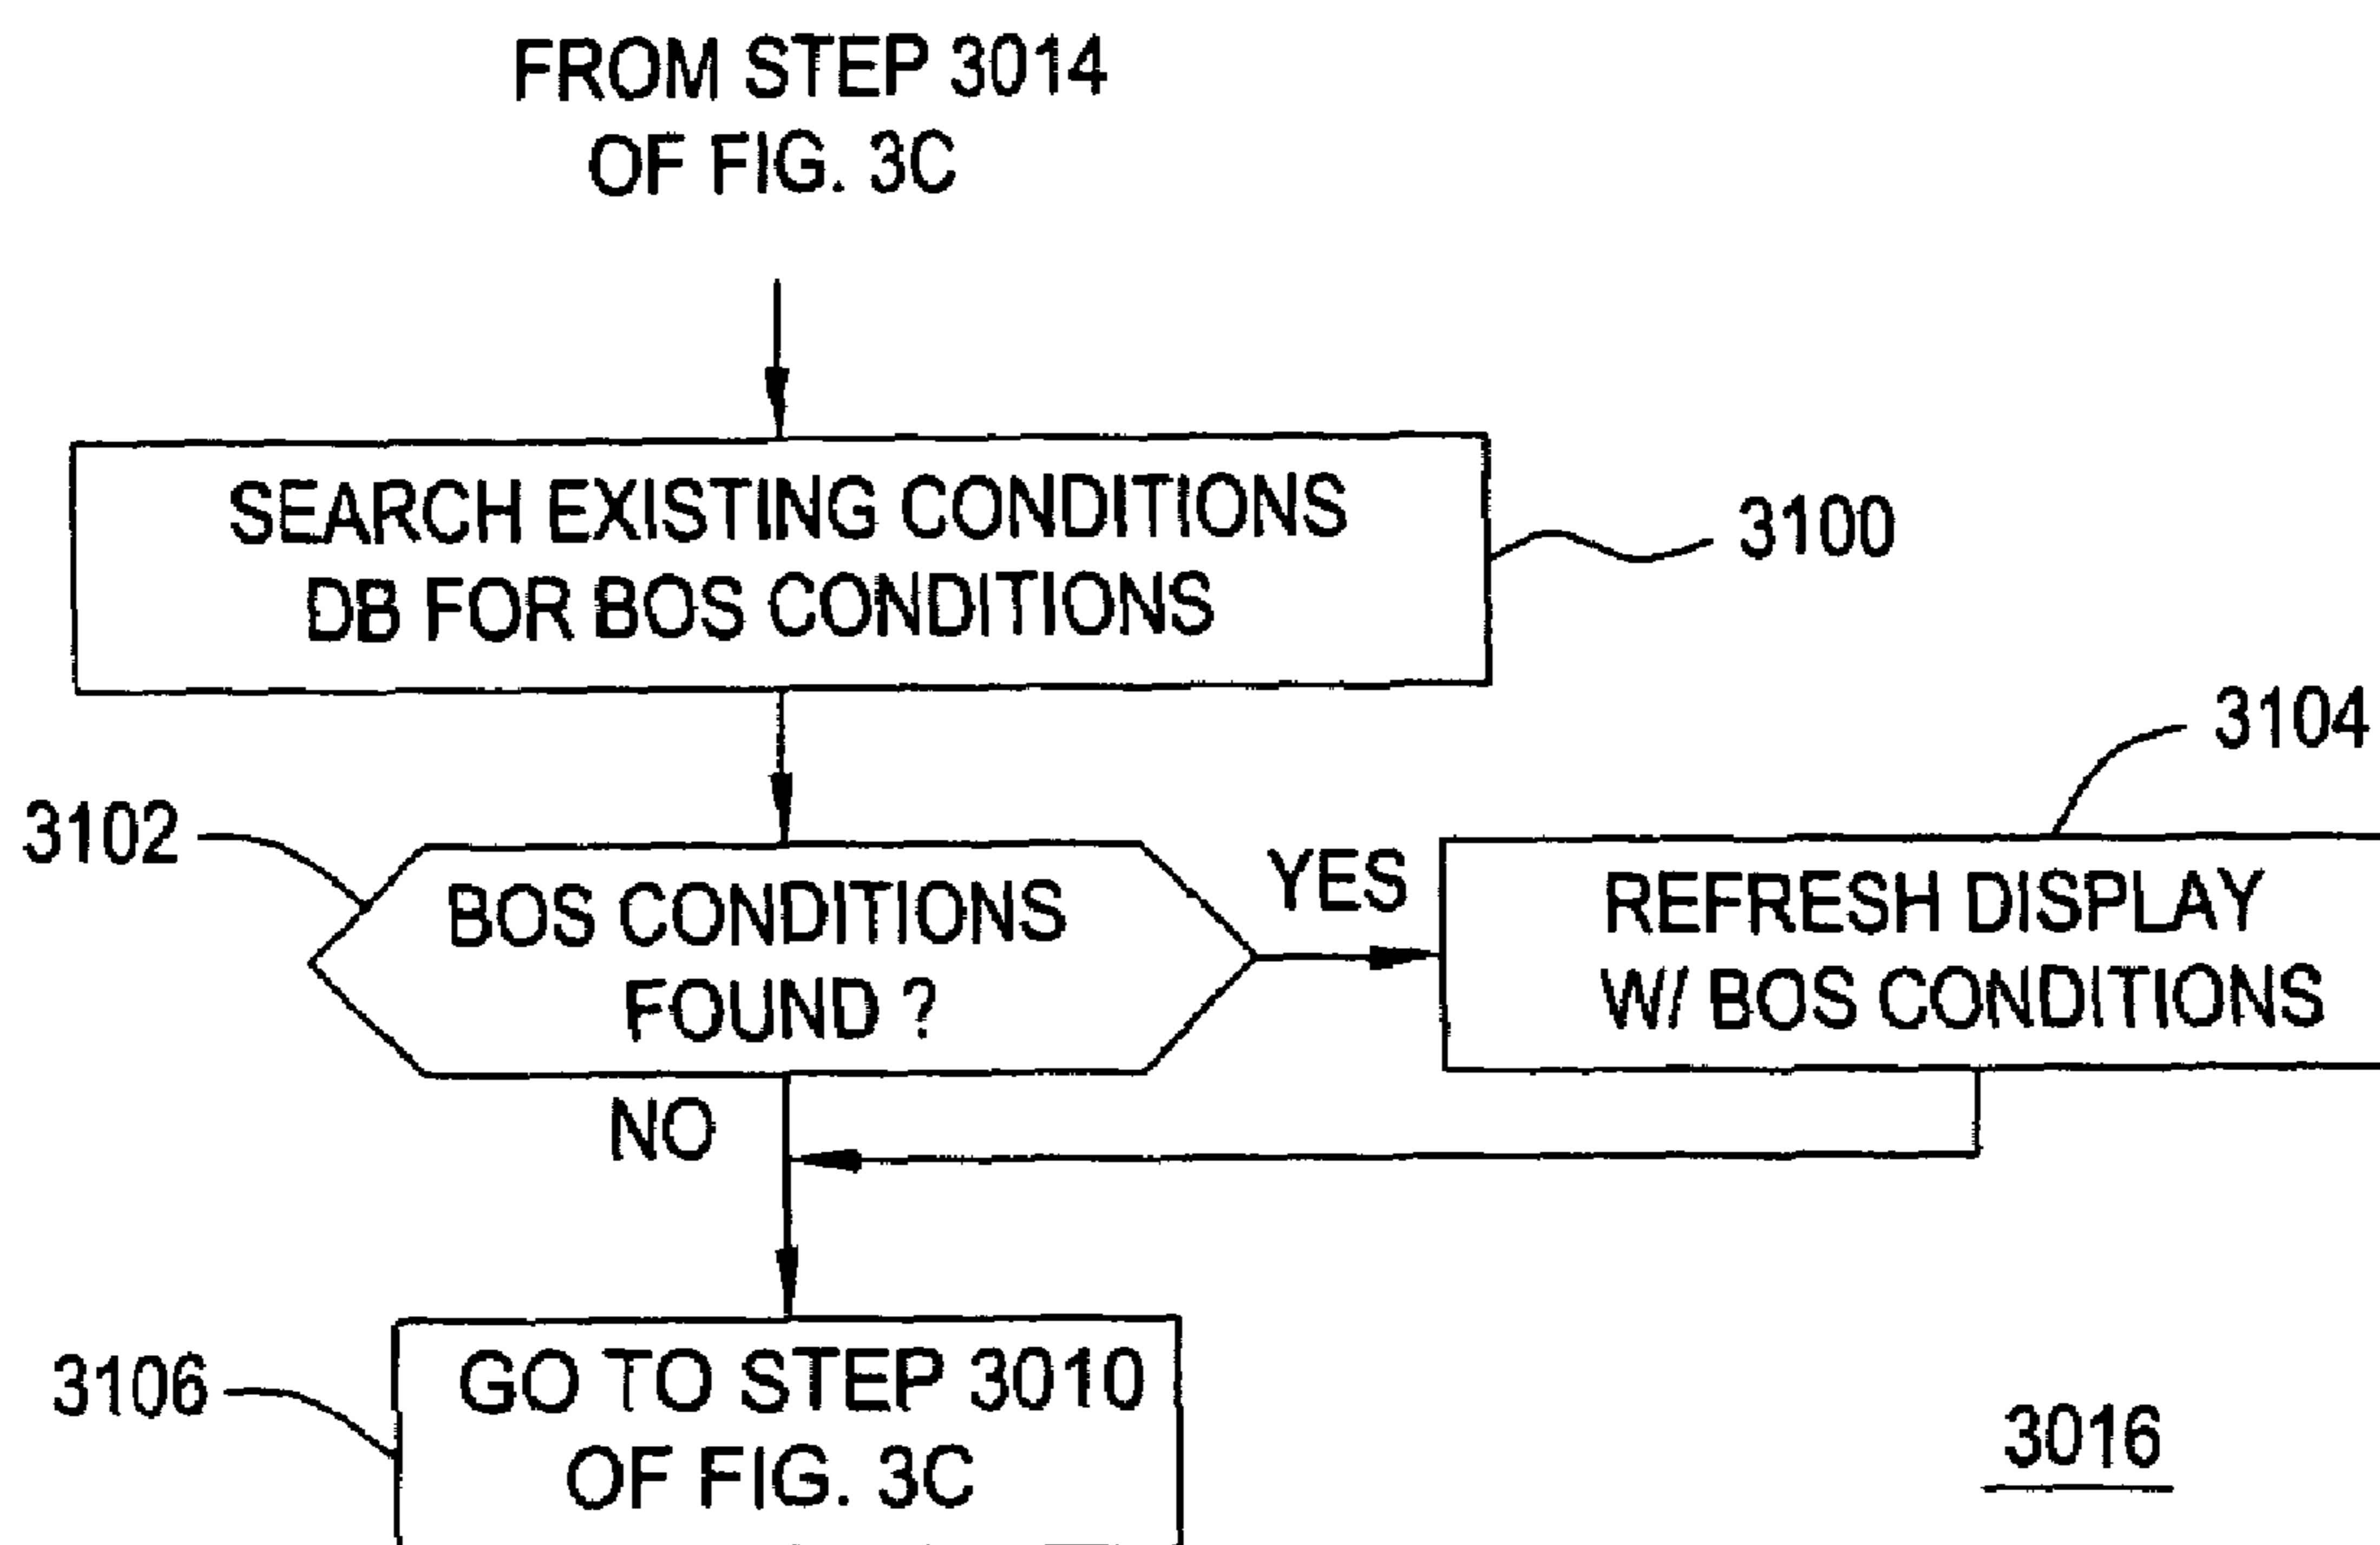 FROM STEP 3014
OF FIG. 3C
SEARCH EXISTING CONDITIONS
DB FOR BOS CONDITIONS
3100
3104
3102
BOS CONDITIONS
FOUND ?
YES
REFRESH DISPLAY
W/ BOS CONDITIONS
NO
3106
GO TO STEP 3010
OF FIG. 3C
3016